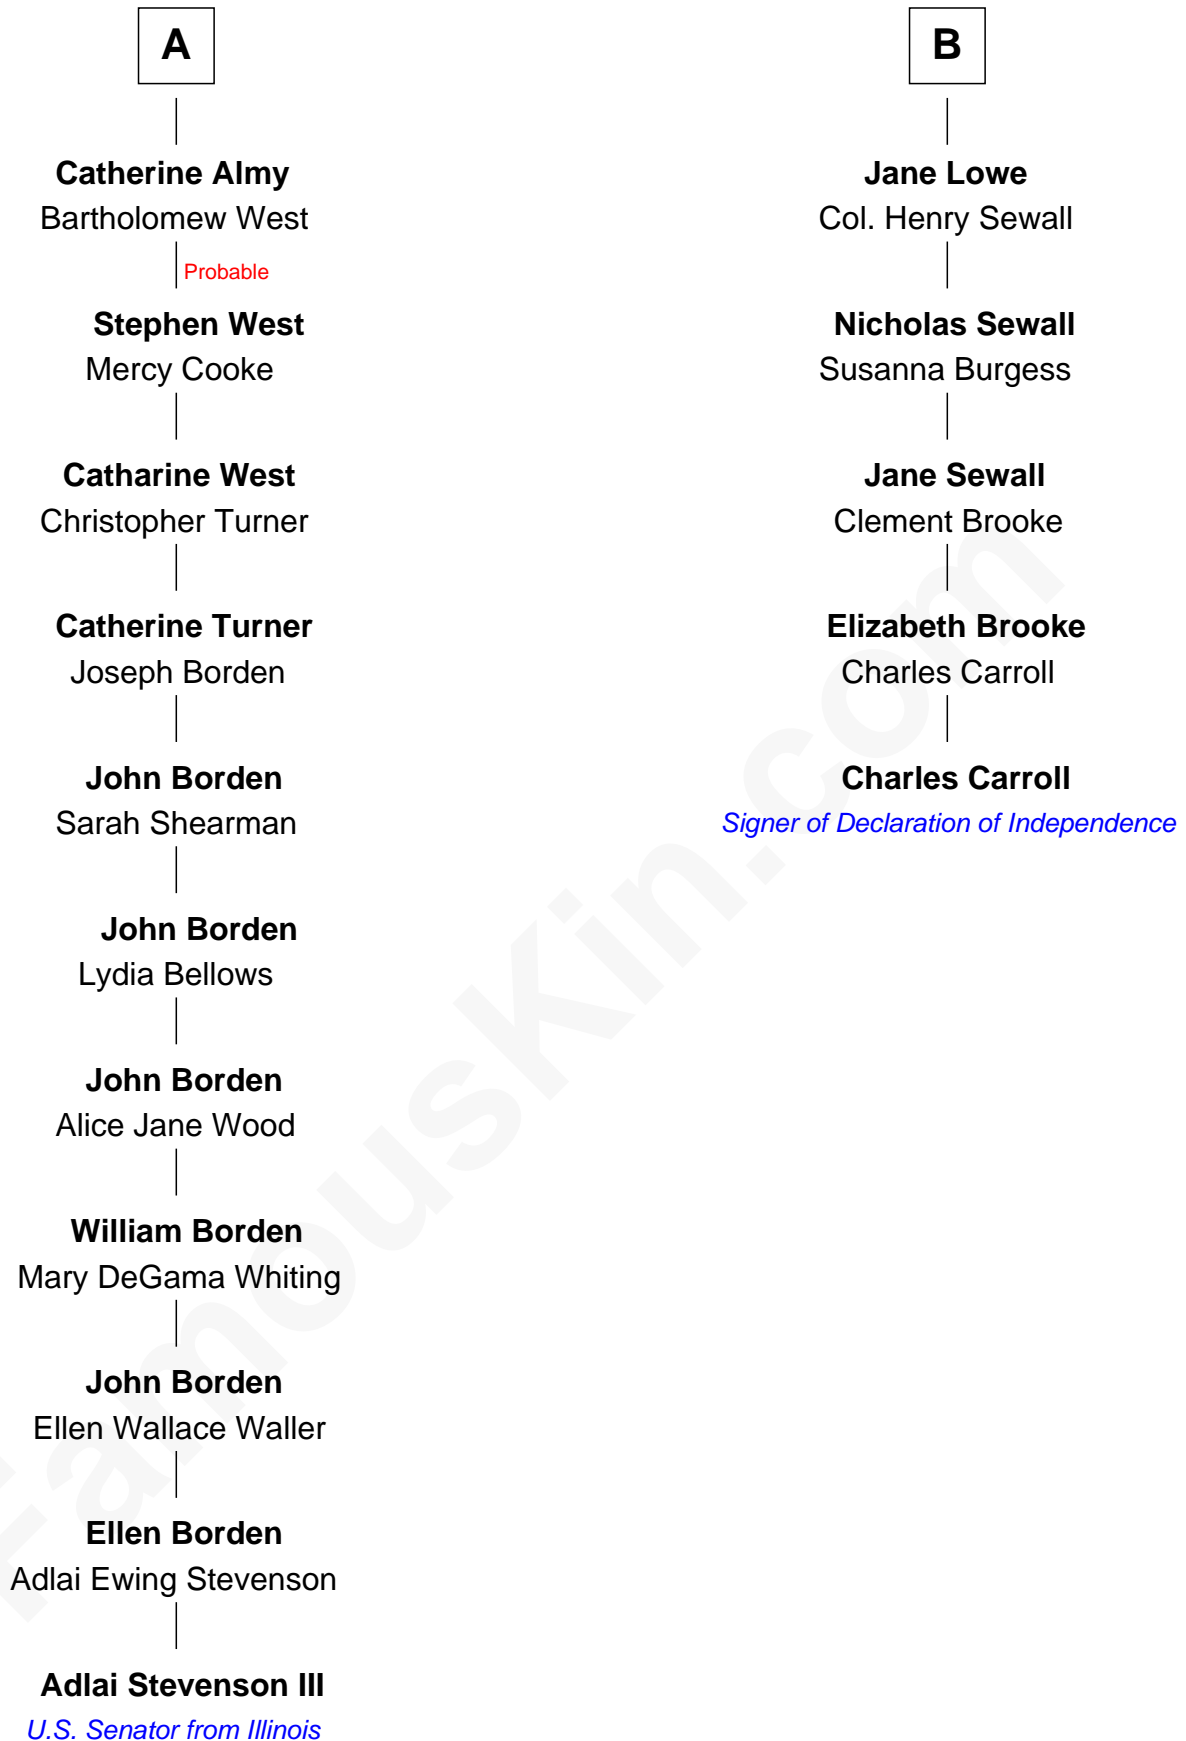 A
Catherine Almy
Bartholomew West
Probable
Stephen West
Mercy Cooke
Catharine West
Christopher Turner
Catherine Turner
Joseph Borden
John Borden
Sarah Shearman
John Borden
Lydia Bellows
John Borden
Alice Jane Wood
William Borden
Mary DeGama Whiting
John Borden
Ellen Wallace Waller
Ellen Borden
Adlai Ewing Stevenson
Adlai Stevenson III
U.S. Senator from Illinois
B
Jane Lowe
Col. Henry Sewall
Nicholas Sewall
Susanna Burgess
Jane Sewall
Clement Brooke
Elizabeth Brooke
Charles Carroll
Charles Carroll
Signer of Declaration of Independence
FamousKin.com